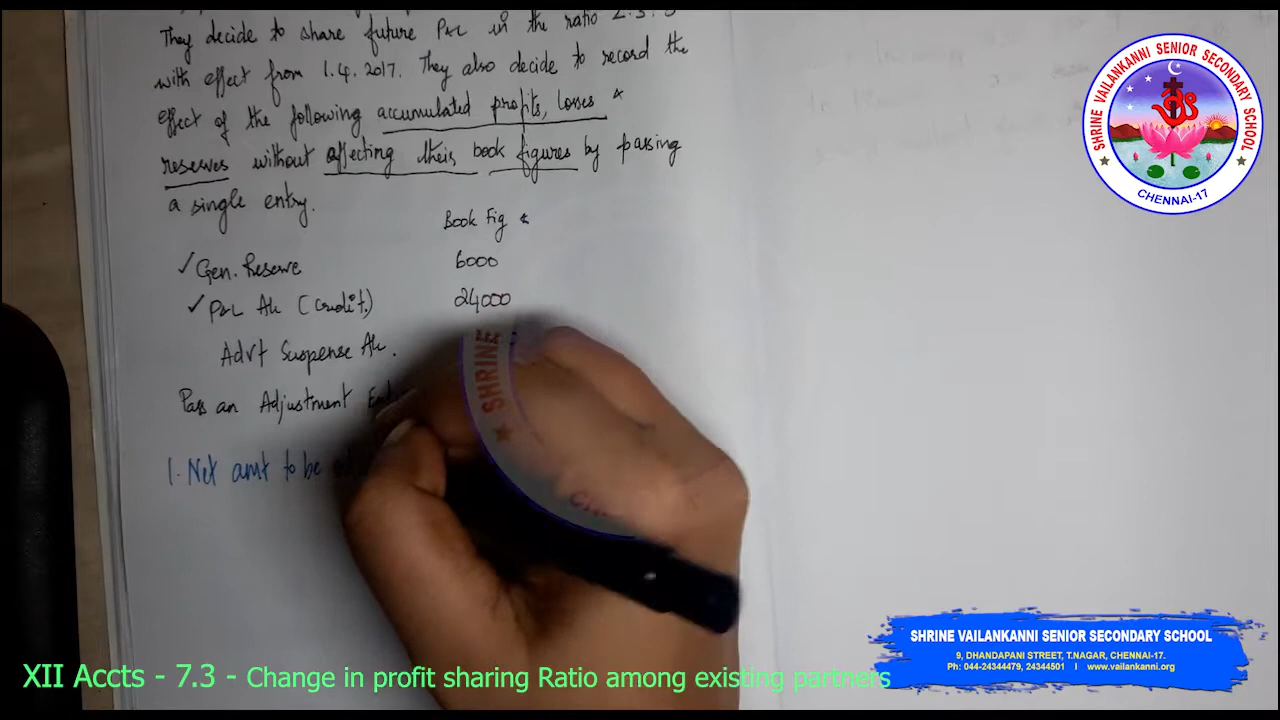 They decide to share future P&L in the ratio
with effect from 1.4.2017. They also decide to record the
effect of the following accumulated profits, losses &
reserves without affecting their book figures by passing
a single entry.
Book Fig
✓ Gen. Reserve 6000
✓ P&L A/c (Credit.) 24000
Advt Suspense A/c.
Pass an Adjustment
1. Net amt to be
SHRINE VAILANKANNI SENIOR SECONDARY SCHOOL
CHENNAI-17
SHRINE
SHRINE VAILANKANNI SENIOR SECONDARY SCHOOL
9, DHANDAPANI STREET, T.NAGAR, CHENNAI-17.
Ph: 044-24344479, 24344501 I www.vailankanni.org
XII Accts - 7.3 - Change in profit sharing Ratio among existing partners